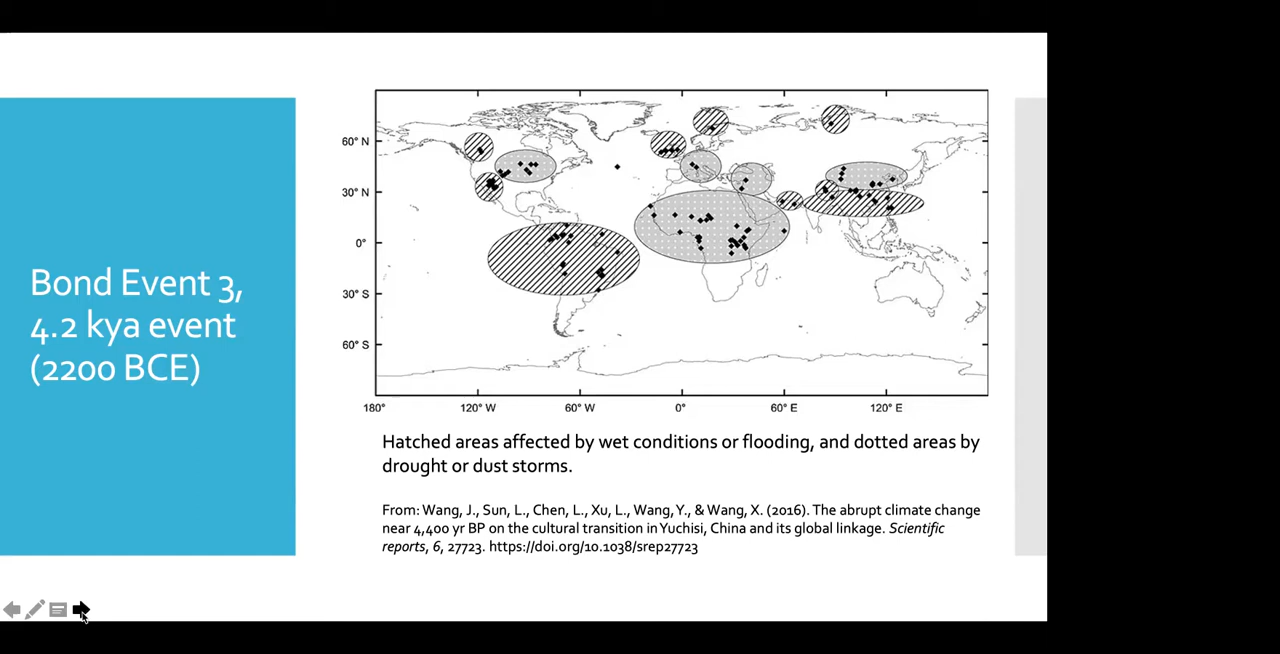 Bond Event 3,
4.2 kya event
(2200 BCE)
60° N
30° N
0°
30° S
60° S
180°
120° W
60° W
0°
60° E
120° E
Hatched areas affected by wet conditions or flooding, and dotted areas by
drought or dust storms.
From: Wang, J., Sun, L., Chen, L., Xu, L., Wang, Y., & Wang, X. (2016). The abrupt climate change
near 4,400 yr BP on the cultural transition in Yuchisi, China and its global linkage. Scientific
reports, 6, 27723. https://doi.org/10.1038/srep27723